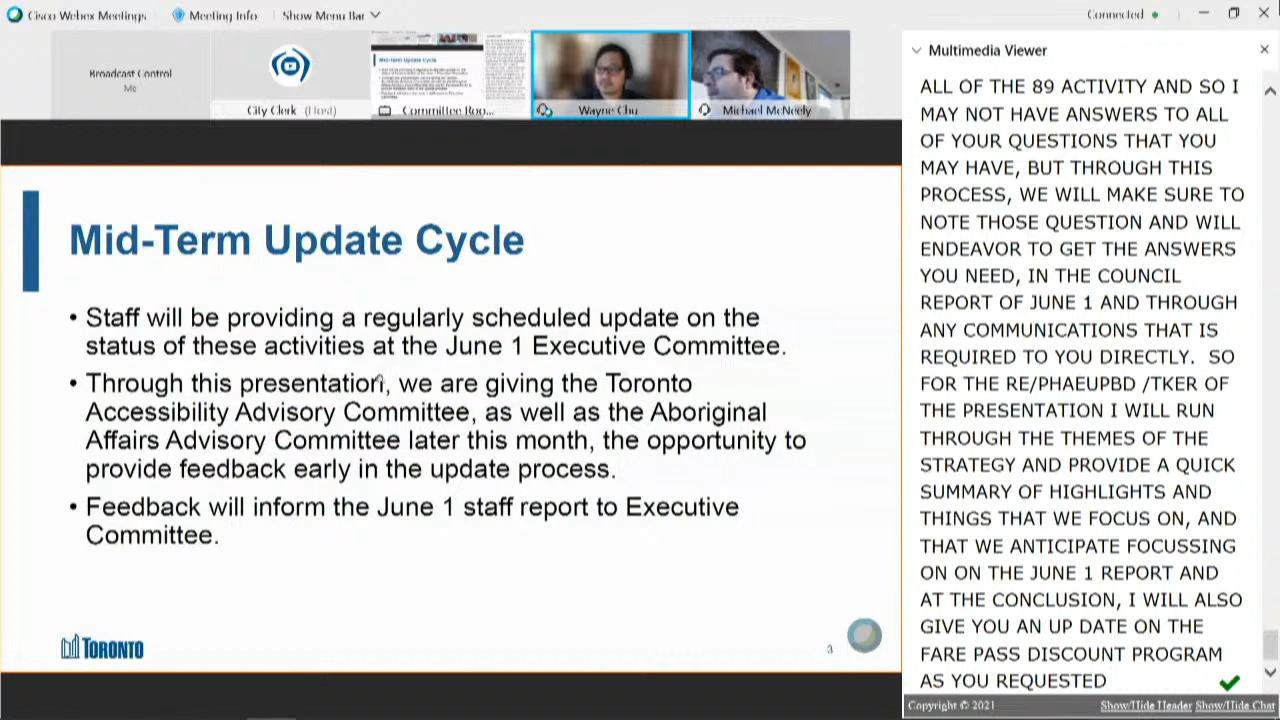 Cisco Webex Meetings
Meeting Info
Show Menu Bar
Connected
Broadcast Control
Me
City Clerk (Host)
Committee Roo...
Wayne Chu
Michael McNeely
Mid-Term Update Cycle
• Staff will be providing a regularly scheduled update on the
status of these activities at the June 1 Executive Committee.
• Through this presentation, we are giving the Toronto
Accessibility Advisory Committee, as well as the Aboriginal
Affairs Advisory Committee later this month, the opportunity to
provide feedback early in the update process.
• Feedback will inform the June 1 staff report to Executive
Committee.
TORONTO
3
Multimedia Viewer
ALL OF THE 89 ACTIVITY AND SO I
MAY NOT HAVE ANSWERS TO ALL
OF YOUR QUESTIONS THAT YOU
MAY HAVE, BUT THROUGH THIS
PROCESS, WE WILL MAKE SURE TO
NOTE THOSE QUESTION AND WILL
ENDEAVOR TO GET THE ANSWERS
YOU NEED, IN THE COUNCIL
REPORT OF JUNE 1 AND THROUGH
ANY COMMUNICATIONS THAT IS
REQUIRED TO YOU DIRECTLY.  SO
FOR THE RE/PHAEUPBD /TKER OF
THE PRESENTATION I WILL RUN
THROUGH THE THEMES OF THE
STRATEGY AND PROVIDE A QUICK
SUMMARY OF HIGHLIGHTS AND
THINGS THAT WE FOCUS ON, AND
THAT WE ANTICIPATE FOCUSSING
ON ON THE JUNE 1 REPORT AND
AT THE CONCLUSION, I WILL ALSO
GIVE YOU AN UP DATE ON THE
FARE PASS DISCOUNT PROGRAM
AS YOU REQUESTED
Copyright © 2021
Show/Hide Header Show/Hide Chat